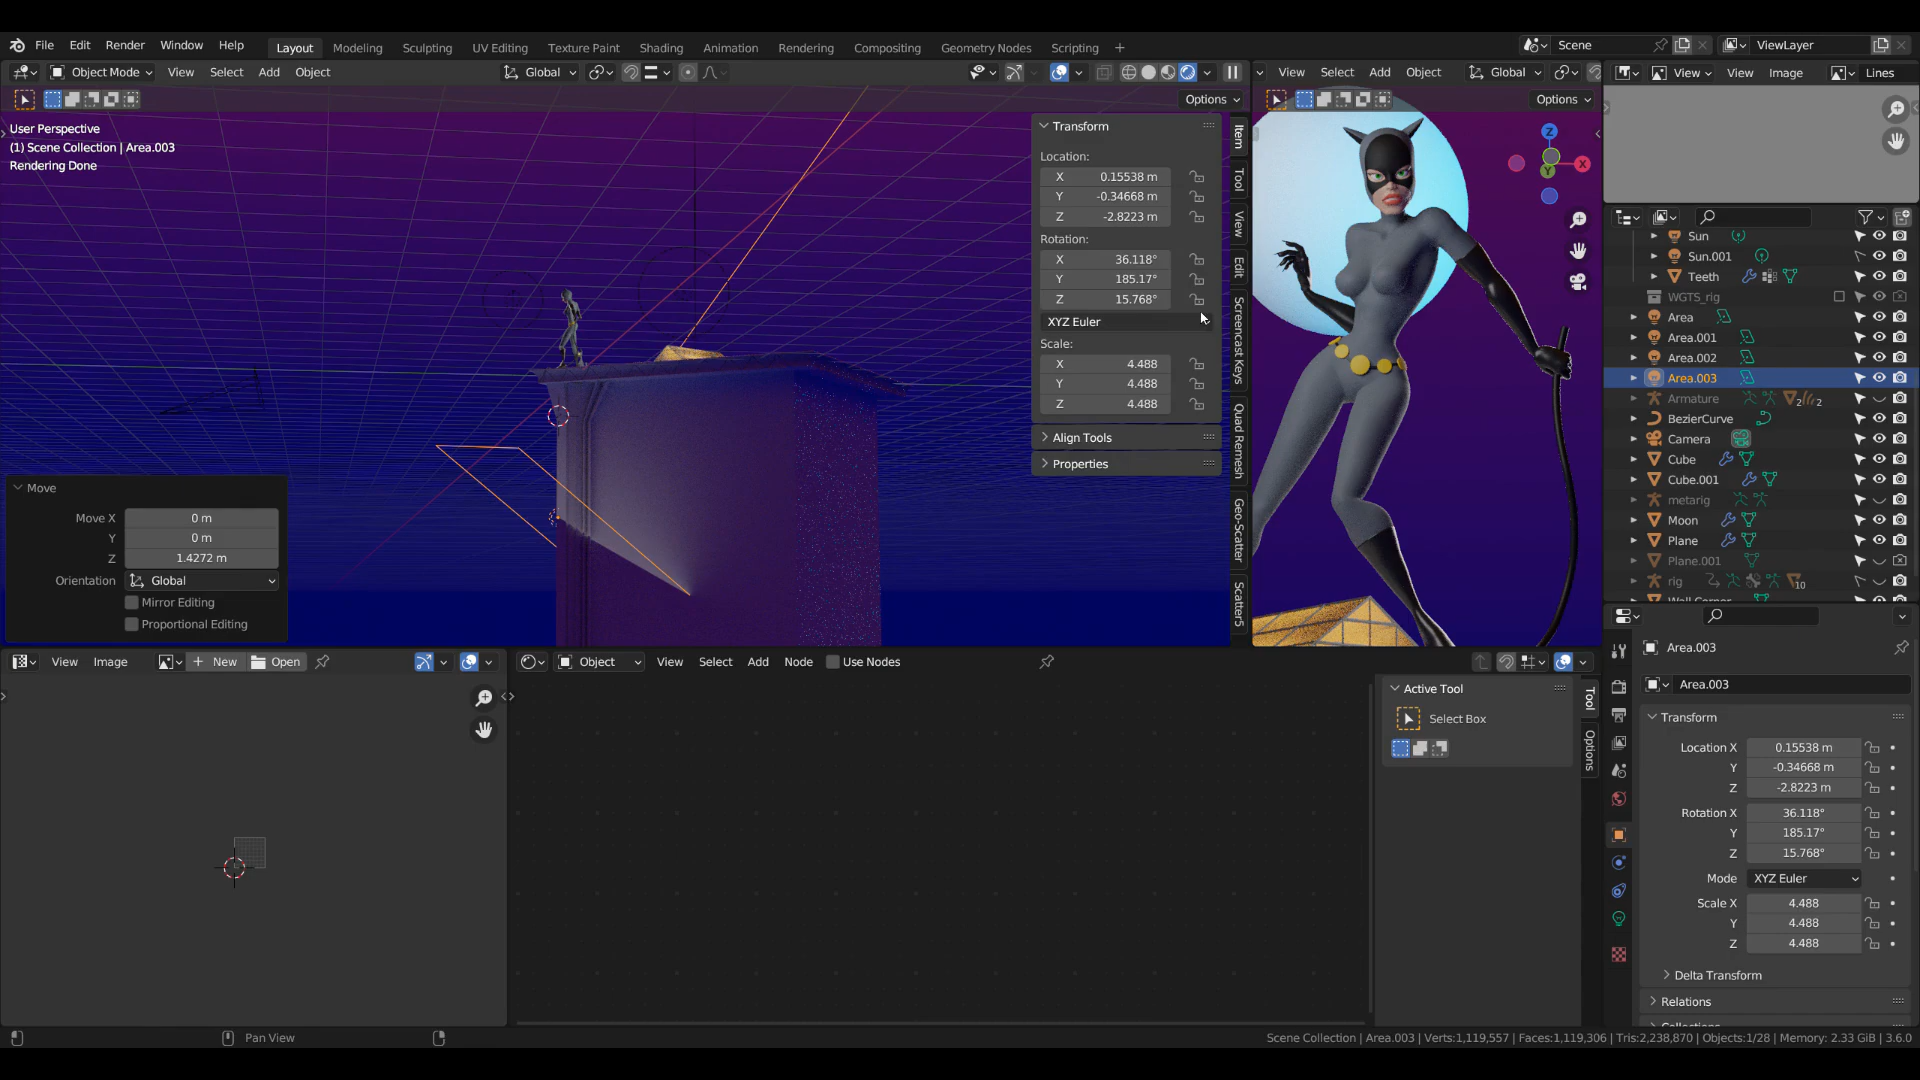 File Edit Render Window Help Layout Modeling Sculpting UV Editing Texture Paint Shading Animation Rendering Compositing Geometry Nodes Scripting + Scene ViewLayer
Object Mode View Select Add Object Global View Select Add Object Global View View Image Lines
Options Options
User Perspective
(1) Scene Collection | Area.003
Rendering Done
Transform
Location:
X 0.15538 m
Y -0.34668 m
Z -2.8223 m
Rotation:
X 36.118°
Y 185.17°
Z 15.768°
XYZ Euler
Scale:
X 4.488
Y 4.488
Z 4.488
Align Tools
Properties
Item
Tool
View
Edit
Screencast Keys
Quad Remesh
Geo-Scatter
Scatter5
Z
X
Y
Sun
Sun.001
Teeth
WGTS_rig
Area
Area.001
Area.002
Area.003
Armature 2 2
BezierCurve
Camera
Cube
Cube.001
metarig
Moon
Plane
Plane.001
rig 10
Wall Corner
Move
Move X 0 m
Y 0 m
Z 1.4272 m
Orientation Global
Mirror Editing
Proportional Editing
View Image New Open
Object View Select Add Node Use Nodes
Active Tool
Select Box
Tool
Options
Area.003
Area.003
Transform
Location X 0.15538 m
Y -0.34668 m
Z -2.8223 m
Rotation X 36.118°
Y 185.17°
Z 15.768°
Mode XYZ Euler
Scale X 4.488
Y 4.488
Z 4.488
Delta Transform
Relations
Collections
Pan View
Scene Collection | Area.003 | Verts:1,119,557 | Faces:1,119,306 | Tris:2,238,870 | Objects:1/28 | Memory: 2.33 GiB | 3.6.0